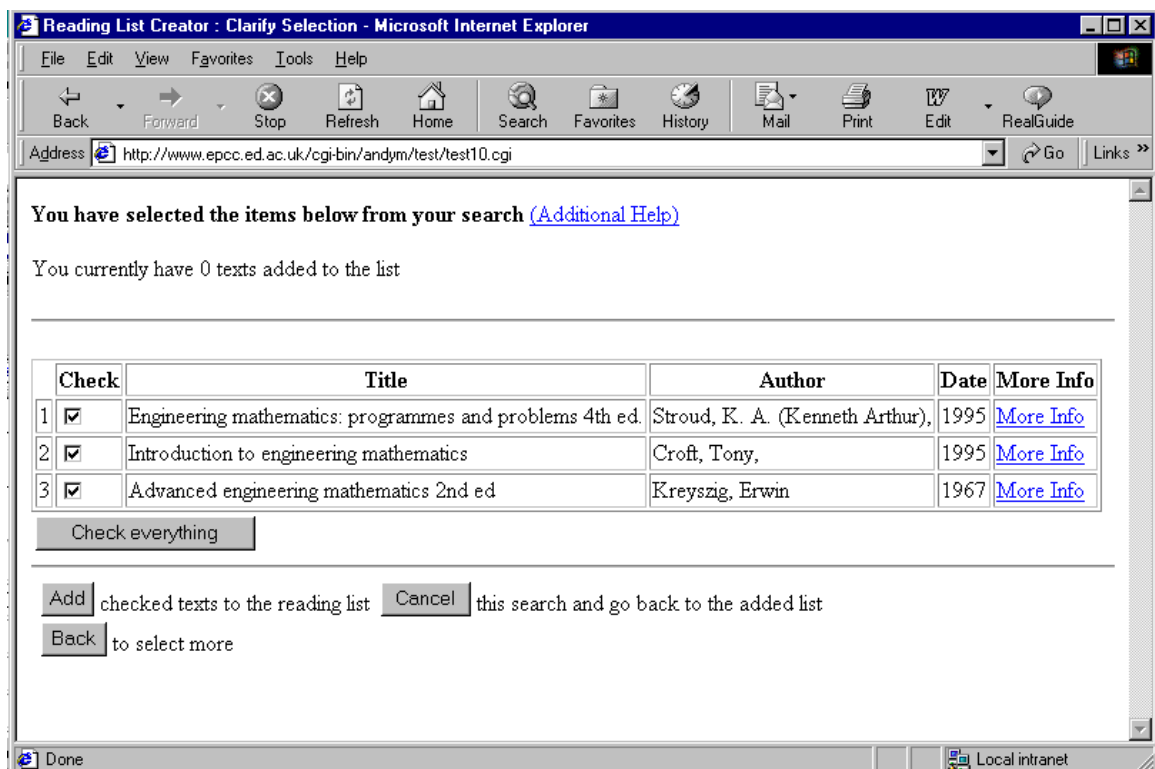 Reading List Creator : Clarify Selection - Microsoft Internet Explorer
File Edit View Favorites Tools Help
Back Forward Stop Refresh Home Search Favorites History Mail Print Edit RealGuide
Address http://www.epcc.ed.ac.uk/cgi-bin/andym/test/test10.cgi Go Links »
You have selected the items below from your search (Additional Help)
You currently have 0 texts added to the list
Check Title Author Date More Info
1 Engineering mathematics: programmes and problems 4th ed. Stroud, K. A. (Kenneth Arthur), 1995 More Info
2 Introduction to engineering mathematics Croft, Tony, 1995 More Info
3 Advanced engineering mathematics 2nd ed Kreyszig, Erwin 1967 More Info
Check everything
Add checked texts to the reading list Cancel this search and go back to the added list
Back to select more
Done Local intranet